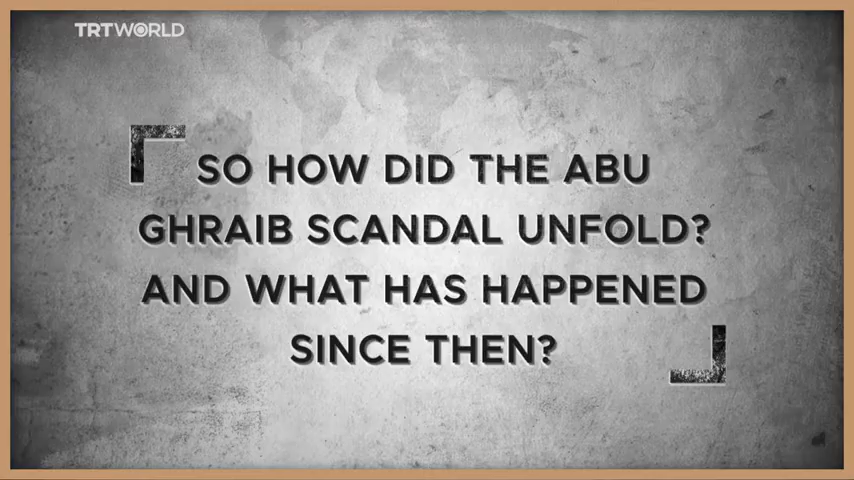 TRTWORLD
SO HOW DID THE ABU
GHRAIB SCANDAL UNFOLD?
AND WHAT HAS HAPPENED
SINCE THEN?